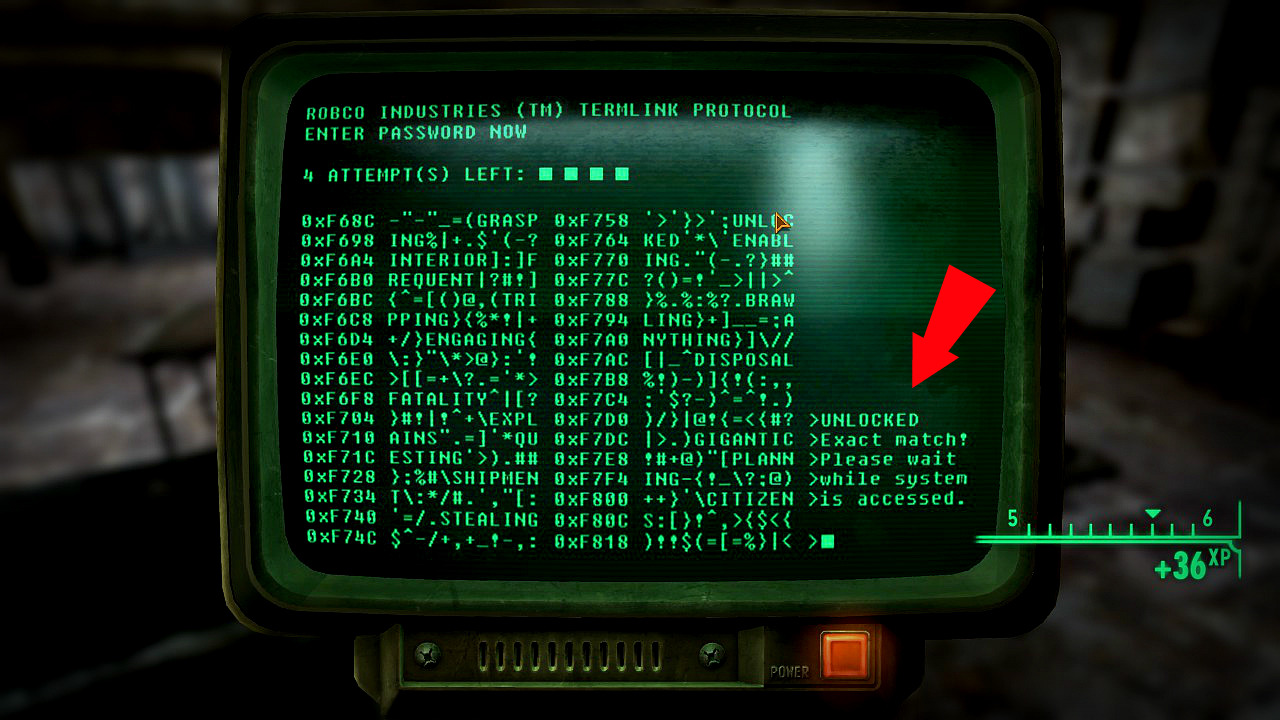 ROBCO INDUSTRIES (TM) TERMLINK PROTOCOL
ENTER PASSWORD NOW
4 ATTEMPT(S) LEFT: ■ ■ ■ ■
0xF68C -"-"_=(GRASP 0xF758 '>'}>';UNLOC
0xF698 ING%|+.$'(-? 0xF764 KED'*\'ENABL
0xF6A4 INTERIOR]:]F 0xF770 ING."(-.?}##
0xF6B0 REQUENT|?#!] 0xF77C ?()=!'_>||>^
0xF6BC {^=[()@,(TRI 0xF788 }%.%:%?.BRAW
0xF6C8 PPING}{%*!|+ 0xF794 LING}+]__=;A
0xF6D4 +/}ENGAGING{ 0xF7A0 NYTHING}]\//
0xF6E0 \:}"\*>@}:'! 0xF7AC [|_^DISPOSAL
0xF6EC >[[=+\?.='*> 0xF7B8 %!)-)]{!(:,,
0xF6F8 FATALITY^|[? 0xF7C4 ;'$?-)^=^!.)
0xF704 }#!|!^+\EXPL 0xF7D0 )/}|@!{=<{#? >UNLOCKED
0xF710 AINS".=]'*QU 0xF7DC |>.)GIGANTIC >Exact match!
0xF71C ESTING'>).## 0xF7E8 !#+@)"[PLANN >Please wait
0xF728 };%#\SHIPMEN 0xF7F4 ING-{!_\?;@) >while system
0xF734 T\:*/#.',"[: 0xF800 ++}'\CITIZEN >is accessed.
0xF740 '=/.STEALING 0xF80C S:[}!^,>{$<{
0xF74C $^-/+,+_!-,: 0xF818 )!!$(=[=%}|< >■
5 6
+36 XP
POWER